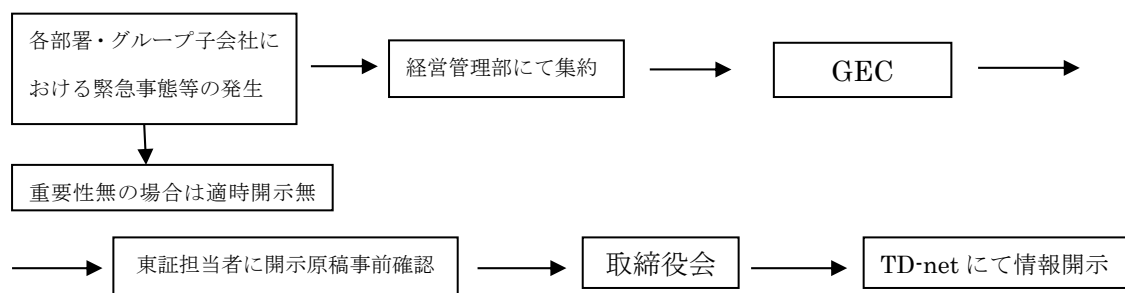 各部署・グループ子会社に
おける緊急事態等の発生
経営管理部にて集約
GEC
重要性無の場合は適時開示無
東証担当者に開示原稿事前確認
取締役会
TD-net にて情報開示